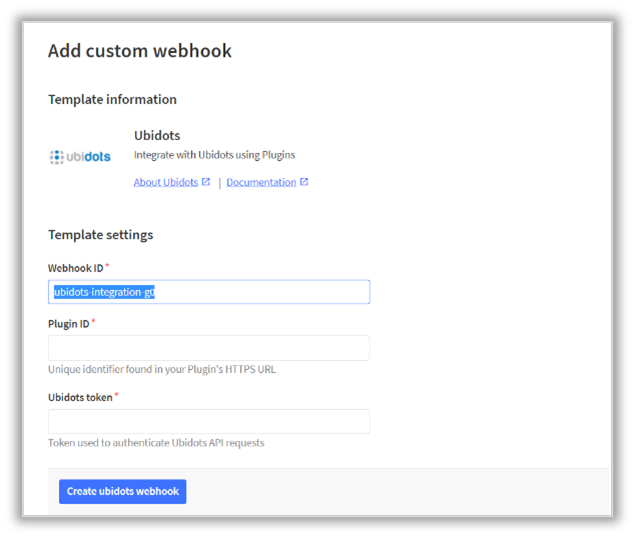 Add custom webhook
Template information
Ubidots
ubidots
Integrate with Ubidots using Plugins
About Ubidots | Documentation
Template settings
Webhook ID *
ubidots-integration-g0
Plugin ID *
Unique identifier found in your Plugin's HTTPS URL
Ubidots token *
Token used to authenticate Ubidots API requests
Create ubidots webhook